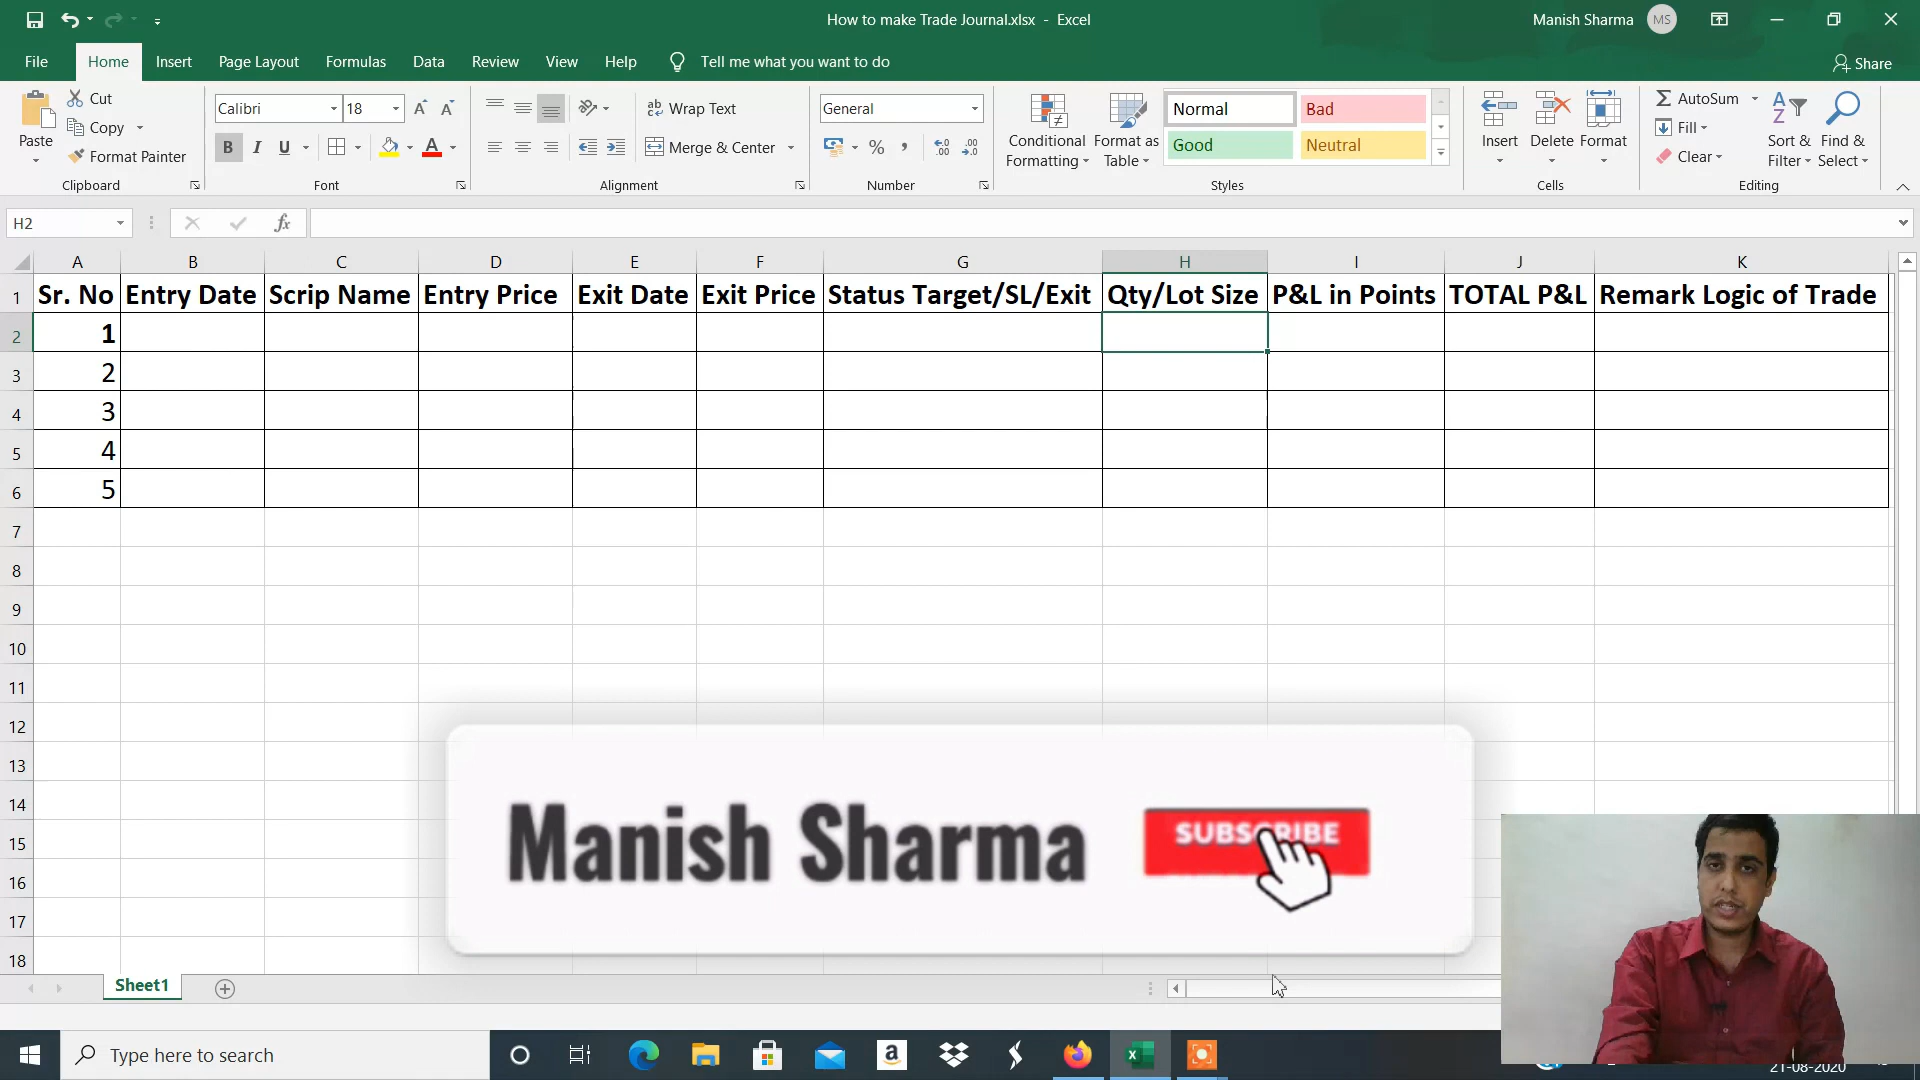 How to make Trade Journal.xlsx - Excel
Manish Sharma MS
File Home Insert Page Layout Formulas Data Review View Help Tell me what you want to do Share
Paste Cut Copy Format Painter Clipboard
Calibri 18 A A B I U A Font
ab Wrap Text Merge & Center Alignment
General % , Number
Conditional Formatting Format as Table
Normal Bad
Good Neutral
Styles
Insert Delete Format Cells
AutoSum Fill Clear Sort & Filter Find & Select Editing
H2 fx
A B C D E F G H I J K
1 Sr. No Entry Date Scrip Name Entry Price Exit Date Exit Price Status Target/SL/Exit Qty/Lot Size P&L in Points TOTAL P&L Remark Logic of Trade
2 1
3 2
4 3
5 4
6 5
7
8
9
10
11
12
13
14
15
16
17
18
Manish Sharma SUBSCRIBE
Sheet1
Type here to search
21-08-2020